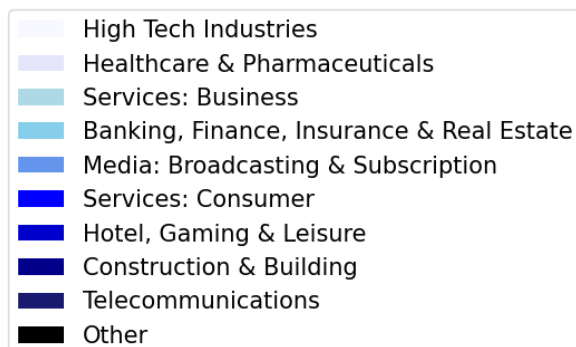 High Tech Industries
Healthcare & Pharmaceuticals
Services: Business
Banking, Finance, Insurance & Real Estate
Media: Broadcasting & Subscription
Services: Consumer
Hotel, Gaming & Leisure
Construction & Building
Telecommunications
Other